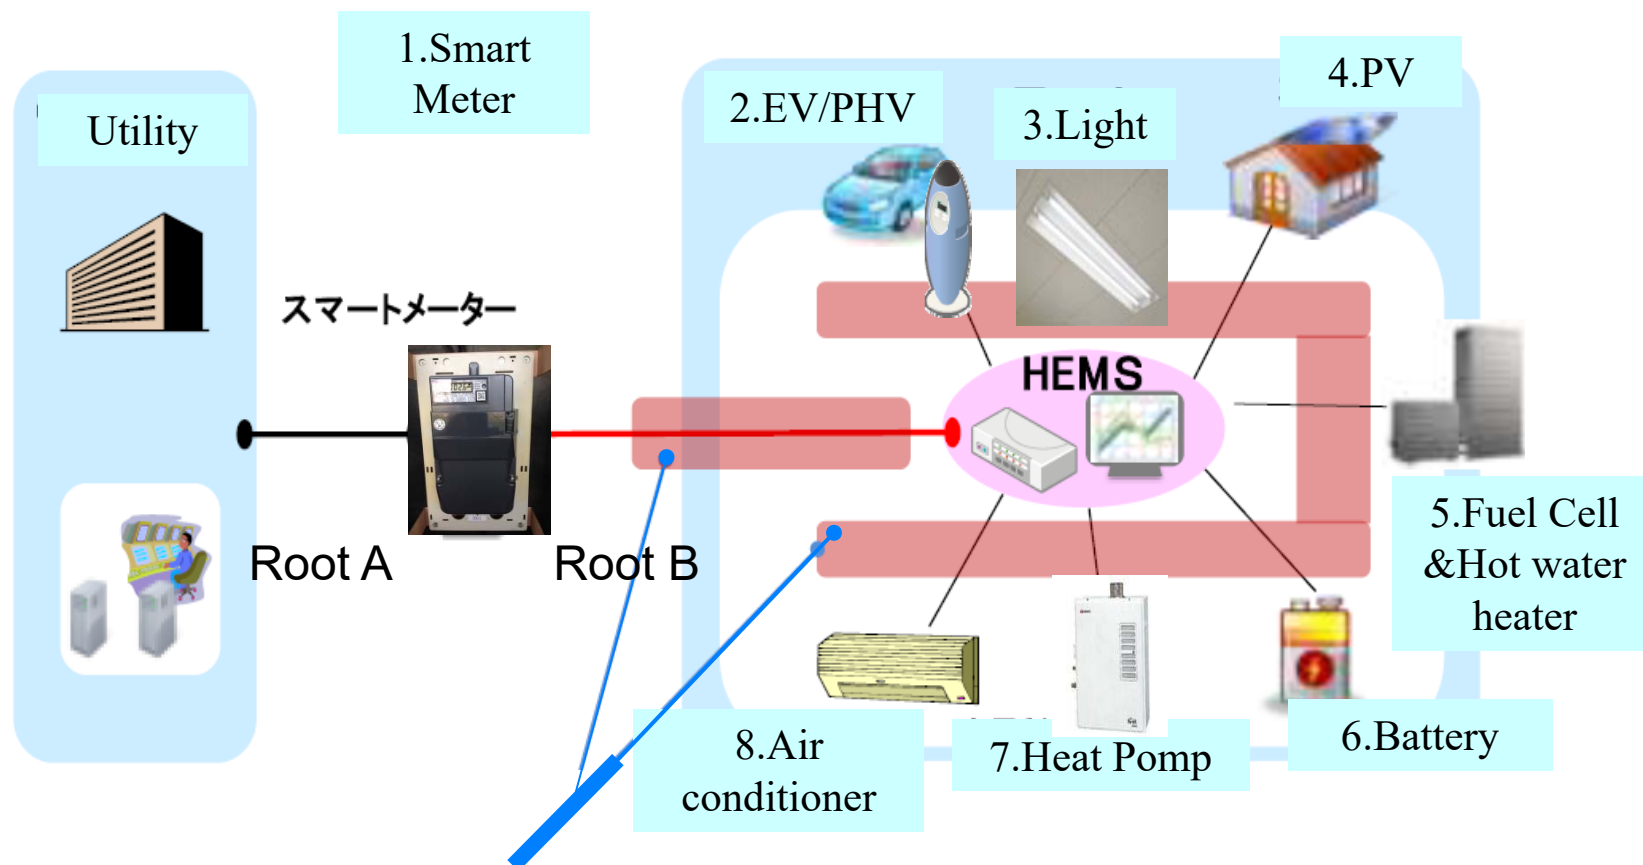 1.Smart
Meter
Utility
2.EV/PHV
3.Light
4.PV
スマートメーター
HEMS
Root A
Root B
5.Fuel Cell
&Hot water
heater
6.Battery
7.Heat Pomp
8.Air
conditioner